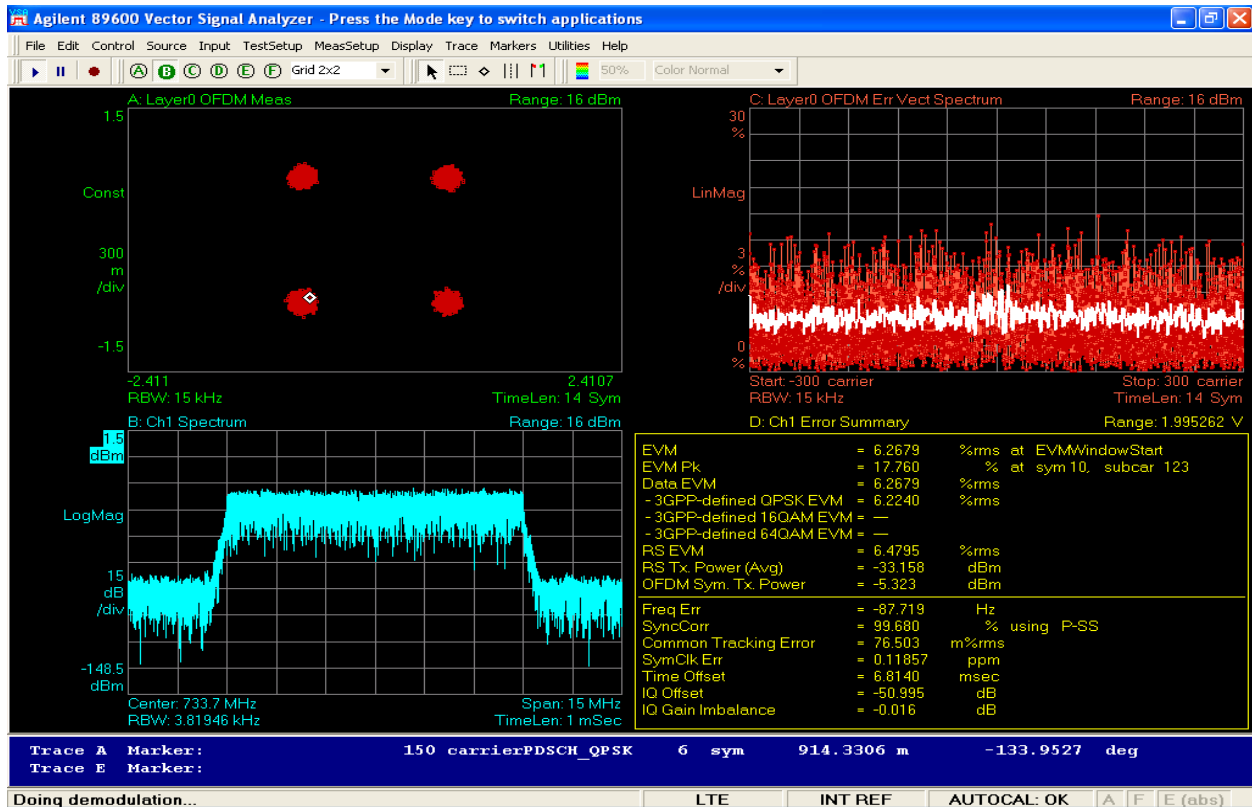 Agilent 89600 Vector Signal Analyzer - Press the Mode key to switch applications
File Edit Control Source Input TestSetup MeasSetup Display Trace Markers Utilities Help
A B C D E F Grid 2x2 50% Color Normal
A: Layer0 OFDM Meas Range: 16 dBm
1.5
Const
300
m
/div
-1.5
-2.411 2.4107
RBW: 15 kHz TimeLen: 14 Sym
C: Layer0 OFDM Err Vect Spectrum Range: 16 dBm
30
%
LinMag
3
%
/div
0
%
Start: -300 carrier Stop: 300 carrier
RBW: 15 kHz TimeLen: 14 Sym
B: Ch1 Spectrum Range: 16 dBm
1.5
dBm
LogMag
15
dB
/div
-148.5
dBm
Center: 733.7 MHz Span: 15 MHz
RBW: 3.81946 kHz TimeLen: 1 mSec
D: Ch1 Error Summary Range: 1.995262 V
EVM = 6.2679 %rms at EVMWindowStart
EVM Pk = 17.760 % at sym 10, subcar 123
Data EVM = 6.2679 %rms
- 3GPP-defined QPSK EVM = 6.2240 %rms
- 3GPP-defined 16QAM EVM = —
- 3GPP-defined 64QAM EVM = —
RS EVM = 6.4795 %rms
RS Tx. Power (Avg) = -33.158 dBm
OFDM Sym. Tx. Power = -5.323 dBm
Freq Err = -87.719 Hz
SyncCorr = 99.680 % using P-SS
Common Tracking Error = 76.503 m%rms
SymClk Err = 0.11857 ppm
Time Offset = 6.8140 msec
IQ Offset = -50.995 dB
IQ Gain Imbalance = -0.016 dB
Trace A Marker: 150 carrierPDSCH_QPSK 6 sym 914.3306 m -133.9527 deg
Trace E Marker:
Doing demodulation... LTE INT REF AUTOCAL: OK A F E (abs)